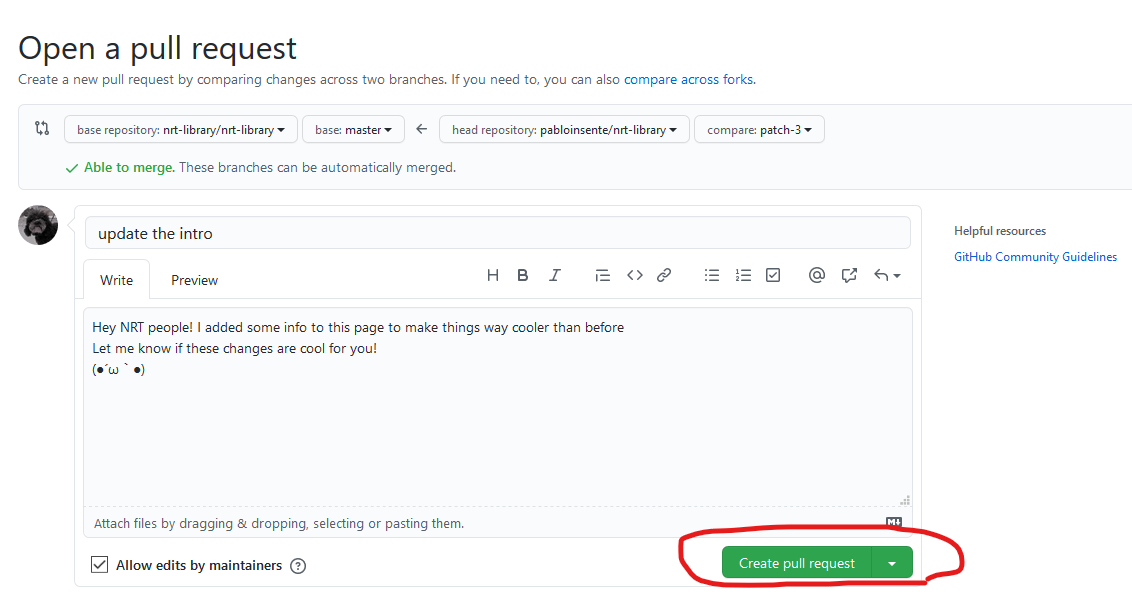 Open a pull request
Create a new pull request by comparing changes across two branches. If you need to, you can also compare across forks.
base repository: nrt-library/nrt-library base: master head repository: pabloinsente/nrt-library compare: patch-3
Able to merge. These branches can be automatically merged.
update the intro
Helpful resources
GitHub Community Guidelines
Write Preview
Hey NRT people! I added some info to this page to make things way cooler than before
Let me know if these changes are cool for you!
(●´ω｀●)
Attach files by dragging & dropping, selecting or pasting them.
Allow edits by maintainers
Create pull request